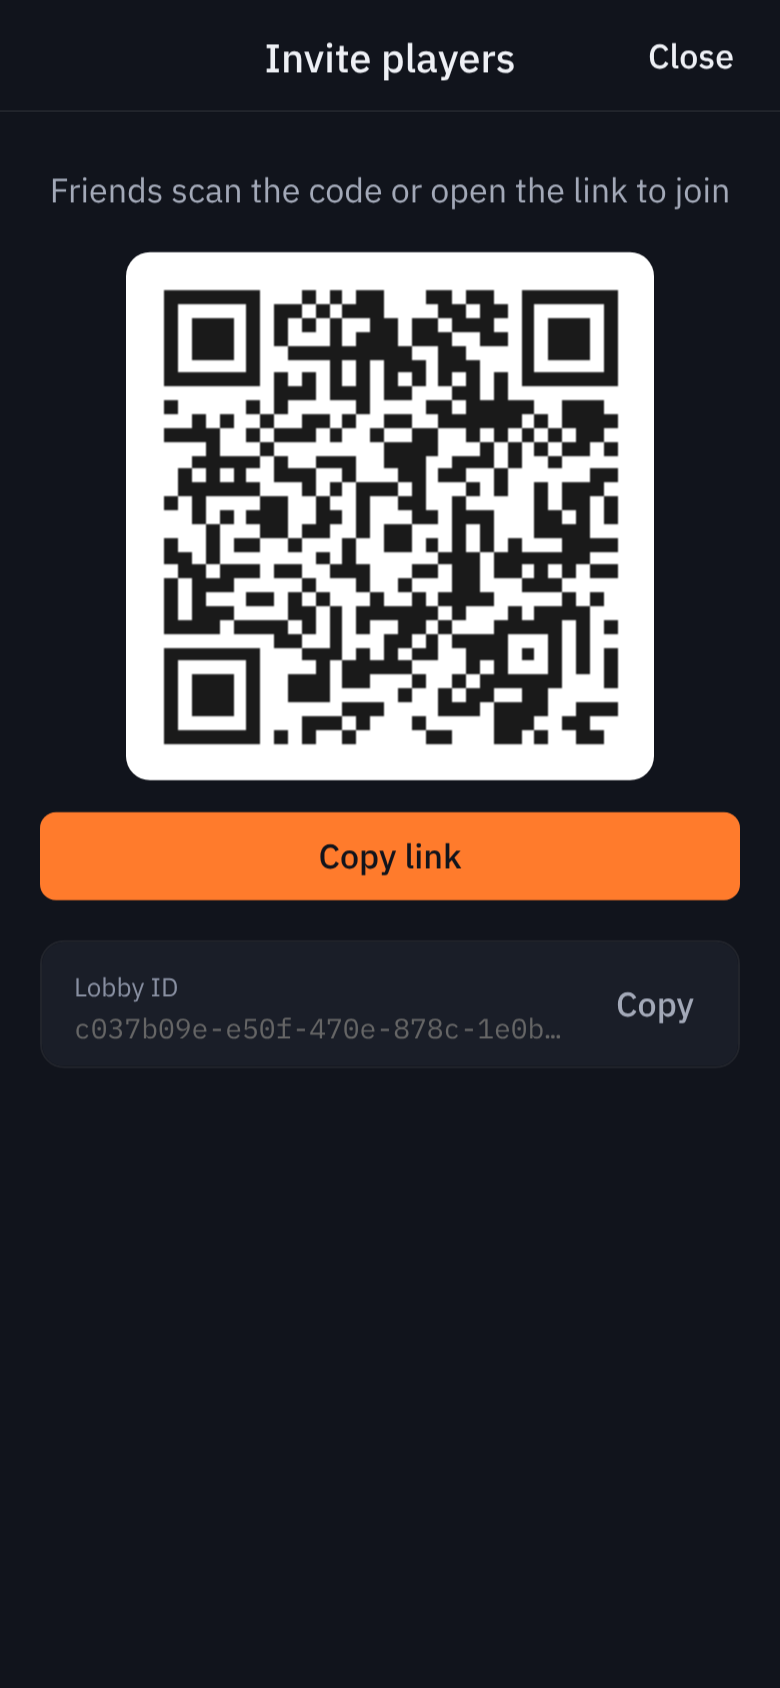 Invite players
Close
Friends scan the code or open the link to join
Copy link
Lobby ID
c037b09e-e50f-470e-878c-1e0b…
Copy